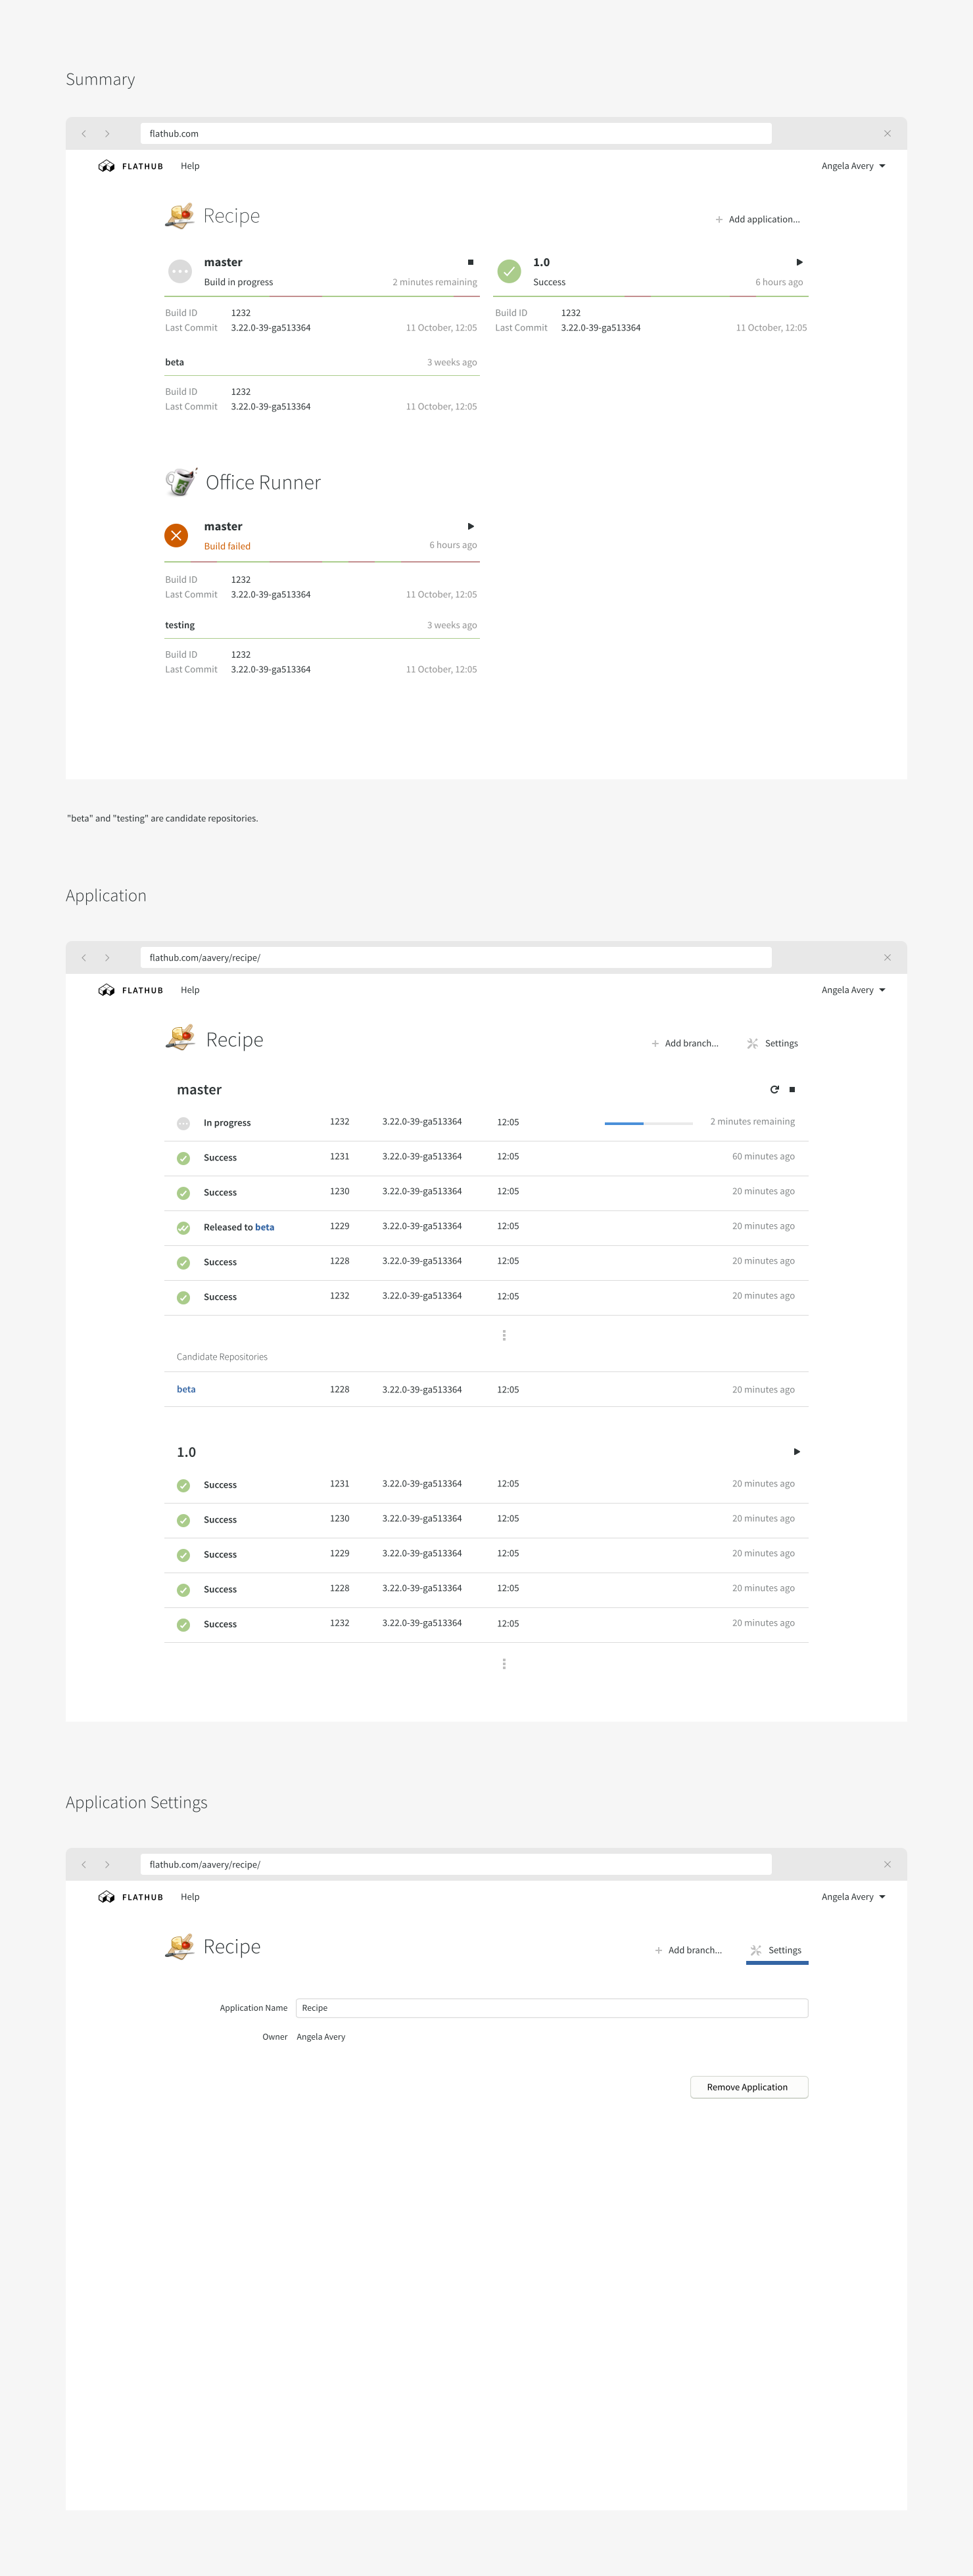 Summary
flathub.com
FLATHUB Help Angela Avery
Recipe Add application...
master 1.0
Build in progress 2 minutes remaining Success 6 hours ago
Build ID 1232 Build ID 1232
Last Commit 3.22.0-39-ga513364 11 October, 12:05 Last Commit 3.22.0-39-ga513364 11 October, 12:05
beta 3 weeks ago
Build ID 1232
Last Commit 3.22.0-39-ga513364 11 October, 12:05
Office Runner
master
Build failed 6 hours ago
Build ID 1232
Last Commit 3.22.0-39-ga513364 11 October, 12:05
testing 3 weeks ago
Build ID 1232
Last Commit 3.22.0-39-ga513364 11 October, 12:05
"beta" and "testing" are candidate repositories.
Application
flathub.com/aavery/recipe/
FLATHUB Help Angela Avery
Recipe Add branch... Settings
master
In progress 1232 3.22.0-39-ga513364 12:05 2 minutes remaining
Success 1231 3.22.0-39-ga513364 12:05 60 minutes ago
Success 1230 3.22.0-39-ga513364 12:05 20 minutes ago
Released to beta 1229 3.22.0-39-ga513364 12:05 20 minutes ago
Success 1228 3.22.0-39-ga513364 12:05 20 minutes ago
Success 1232 3.22.0-39-ga513364 12:05 20 minutes ago
Candidate Repositories
beta 1228 3.22.0-39-ga513364 12:05 20 minutes ago
1.0
Success 1231 3.22.0-39-ga513364 12:05 20 minutes ago
Success 1230 3.22.0-39-ga513364 12:05 20 minutes ago
Success 1229 3.22.0-39-ga513364 12:05 20 minutes ago
Success 1228 3.22.0-39-ga513364 12:05 20 minutes ago
Success 1232 3.22.0-39-ga513364 12:05 20 minutes ago
Application Settings
flathub.com/aavery/recipe/
FLATHUB Help Angela Avery
Recipe Add branch... Settings
Application Name Recipe
Owner Angela Avery
Remove Application